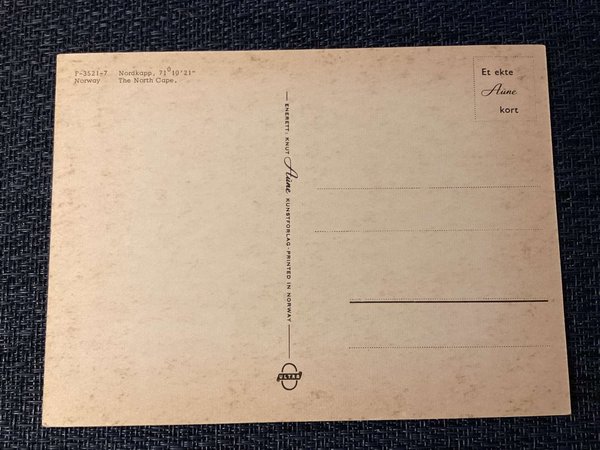 P-3521-7 Nordkapp, 71°10'21"
Norway The North Cape.
Et ekte
Aune
kort
ENERETT: KNUT Aune KUNSTFORLAG · PRINTED IN NORWAY
ULTRA